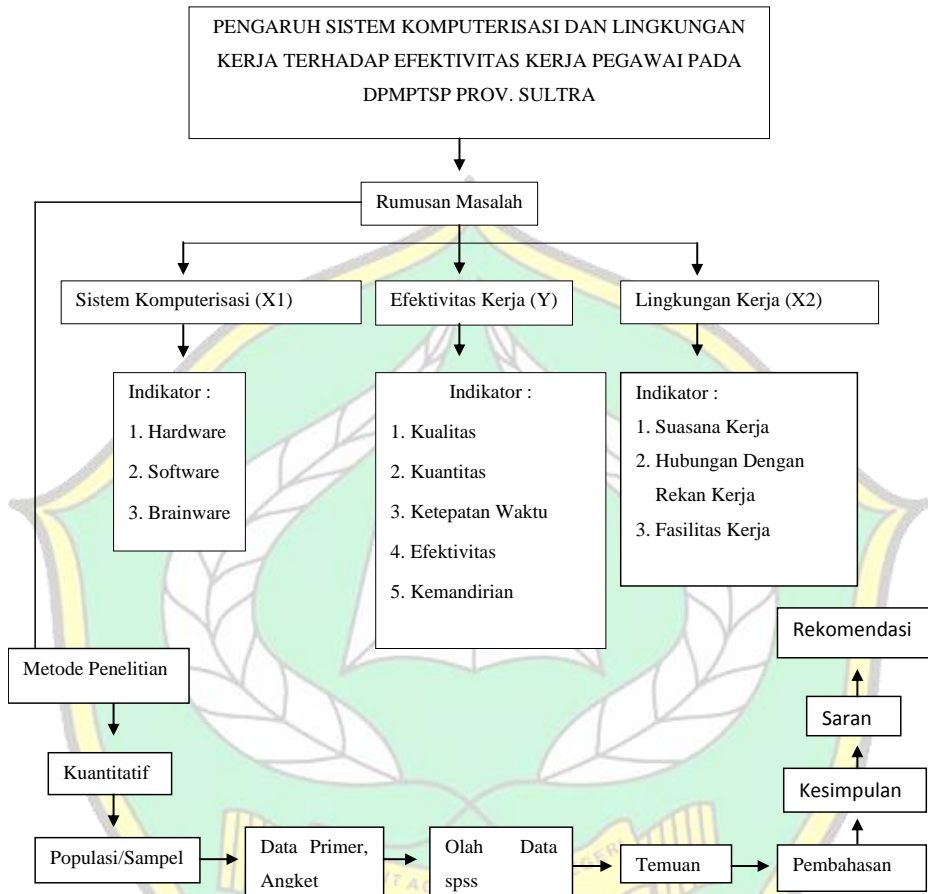 PENGARUH SISTEM KOMPUTERISASI DAN LINGKUNGAN
KERJA TERHADAP EFEKTIVITAS KERJA PEGAWAI PADA
DPMPTSP PROV. SULTRA
Rumusan Masalah
Sistem Komputerisasi (X1)
Efektivitas Kerja (Y)
Lingkungan Kerja (X2)
Indikator :
1. Hardware
2. Software
3. Brainware
Indikator :
1. Kualitas
2. Kuantitas
3. Ketepatan Waktu
4. Efektivitas
5. Kemandirian
Indikator :
1. Suasana Kerja
2. Hubungan Dengan
Rekan Kerja
3. Fasilitas Kerja
Metode Penelitian
Kuantitatif
Populasi/Sampel
Data Primer,
Angket
Olah Data
spss
Temuan
Pembahasan
Kesimpulan
Saran
Rekomendasi